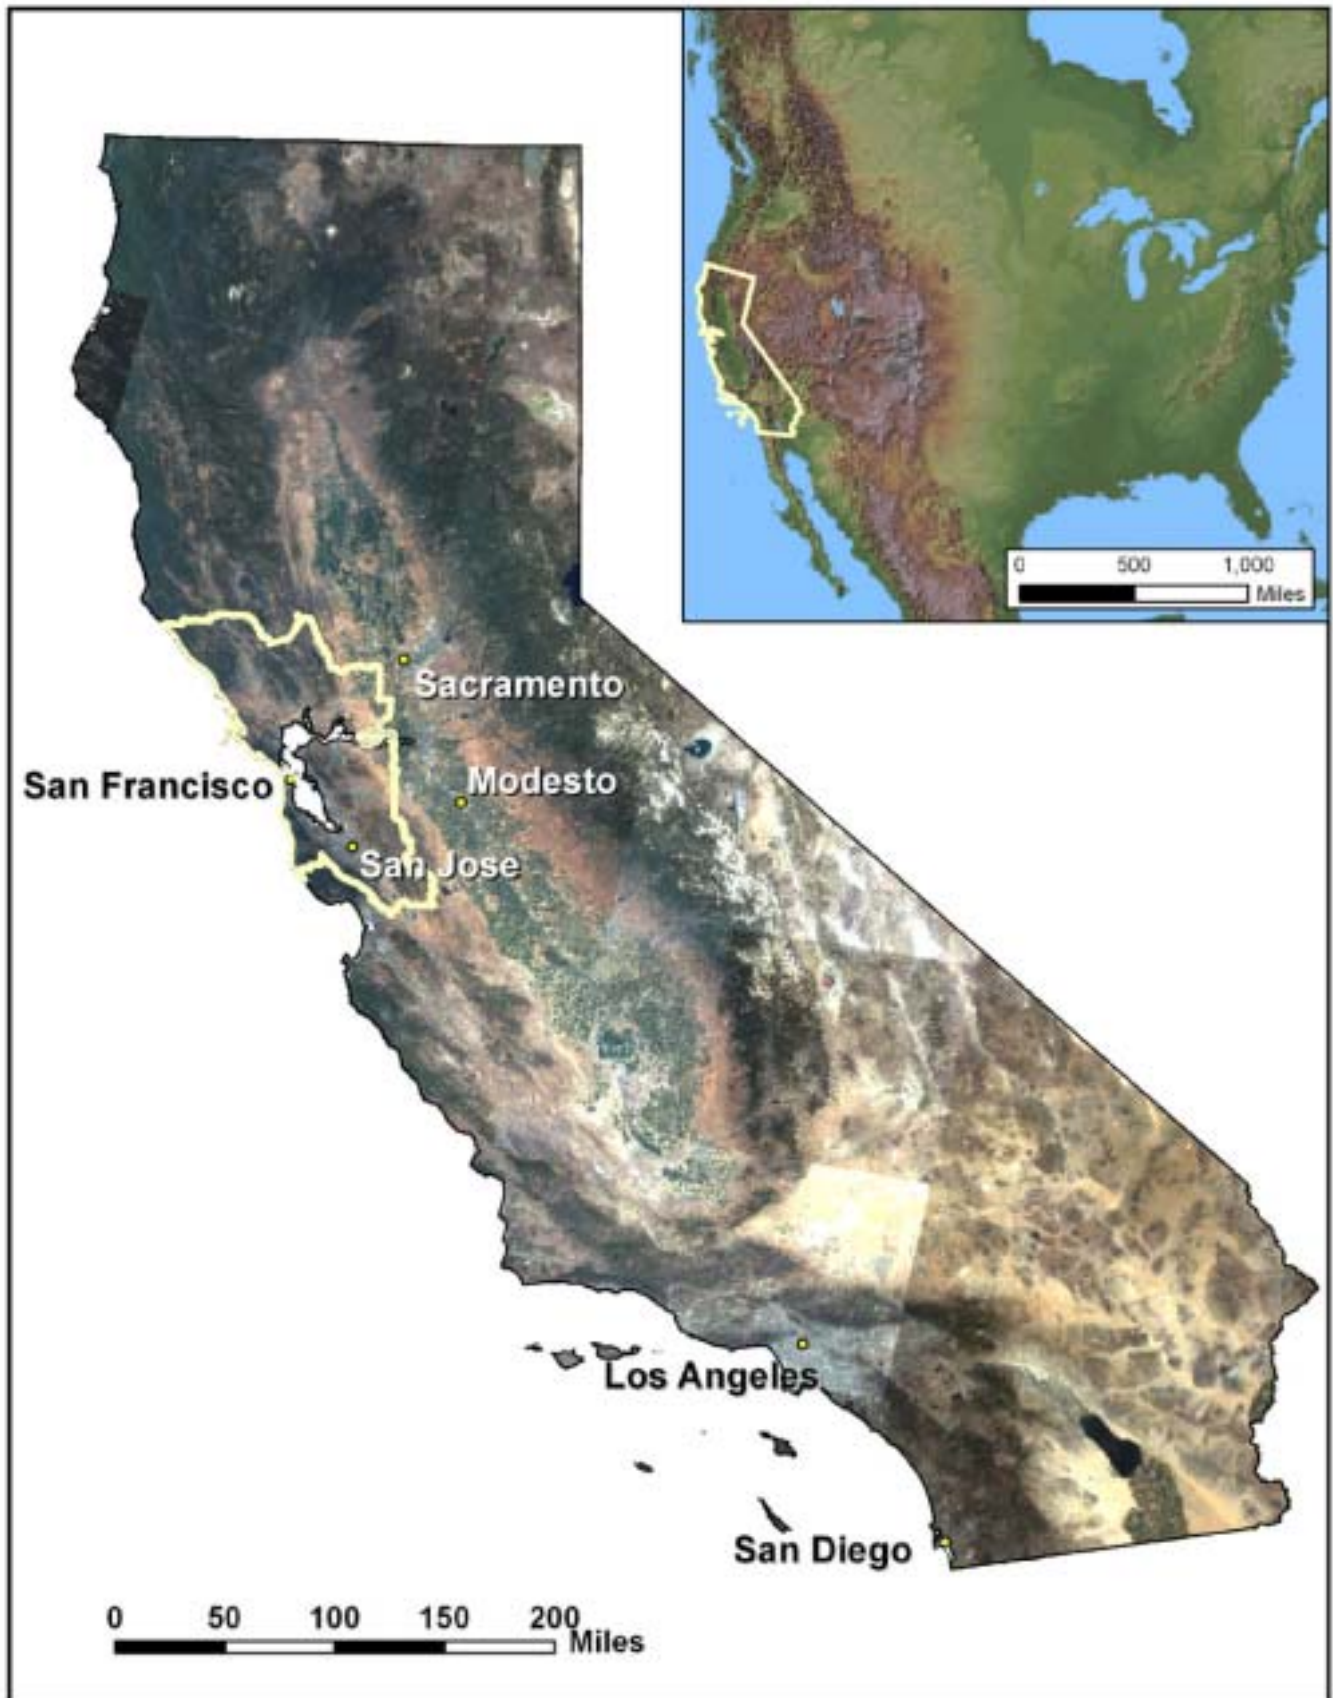 0 500 1,000
Miles
Sacramento
San Francisco
Modesto
San Jose
Los Angeles
San Diego
0 50 100 150 200
Miles